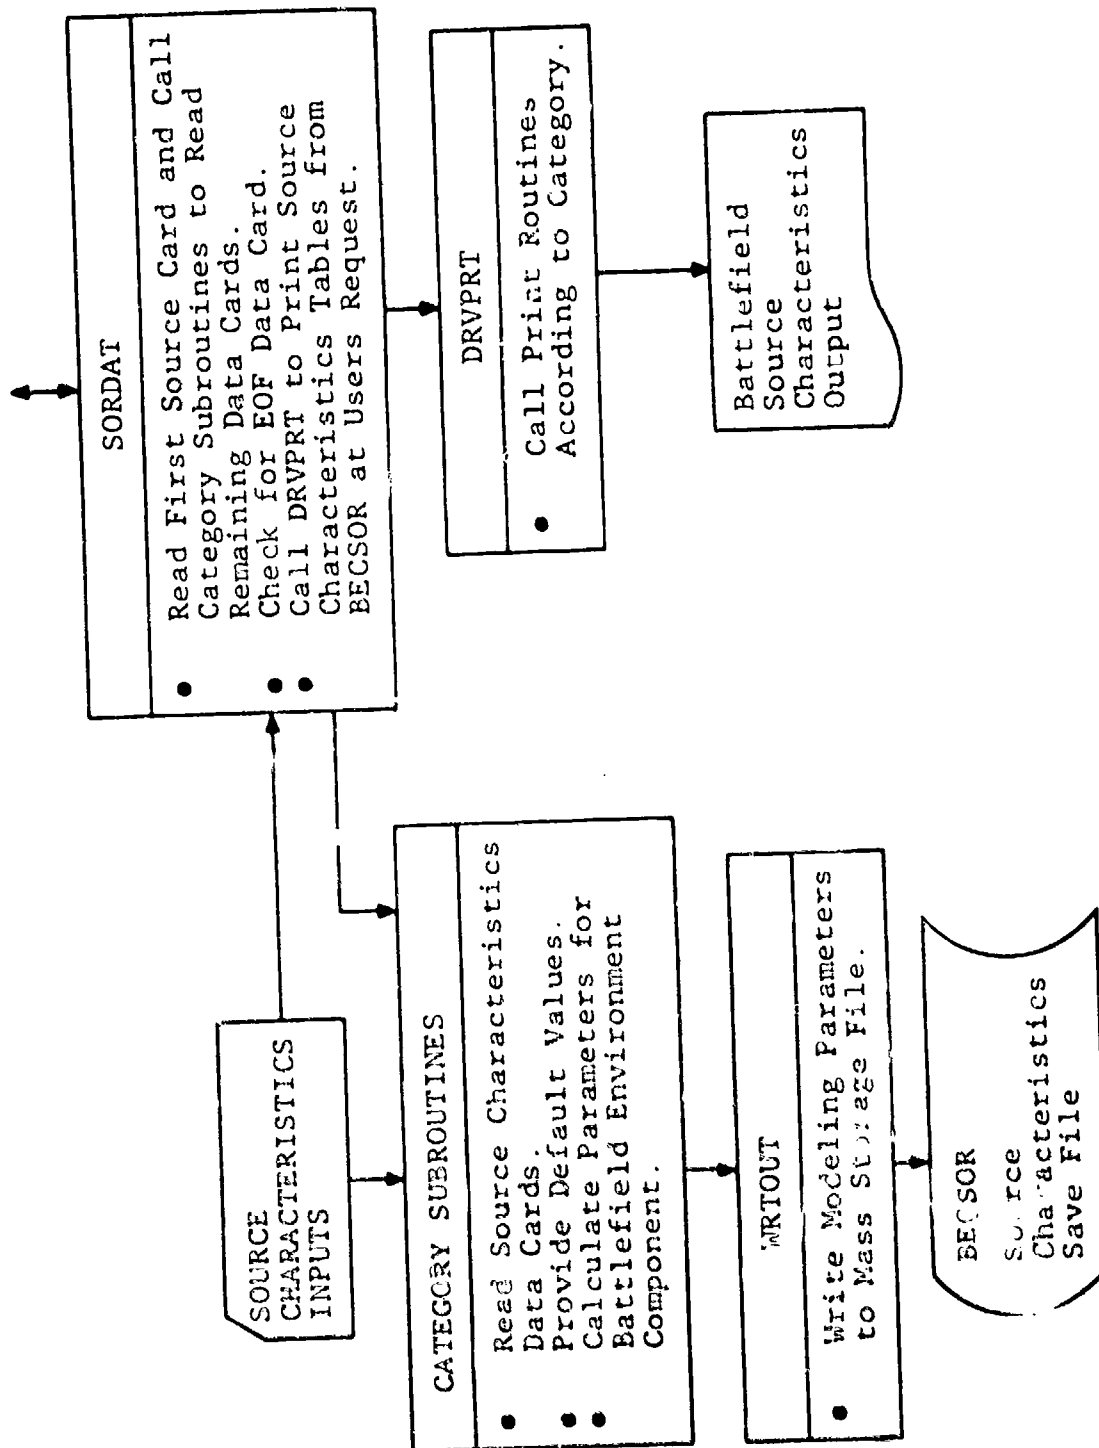 SORDAT
● Read First Source Card and Call
Category Subroutines to Read
Remaining Data Cards.
● Check for EOF Data Card.
● Call DRVPRT to Print Source
Characteristics Tables from
BECSOR at Users Request.
SOURCE
CHARACTERISTICS
INPUTS
CATEGORY SUBROUTINES
● Read Source Characteristics
Data Cards.
● Provide Default Values.
● Calculate Parameters for
Battlefield Environment
Component.
DRVPRT
● Call Print Routines
According to Category.
WRTOUT
● Write Modeling Parameters
to Mass Storage File.
Battlefield
Source
Characteristics
Output
BECSOR
Source
Characteristics
Save File